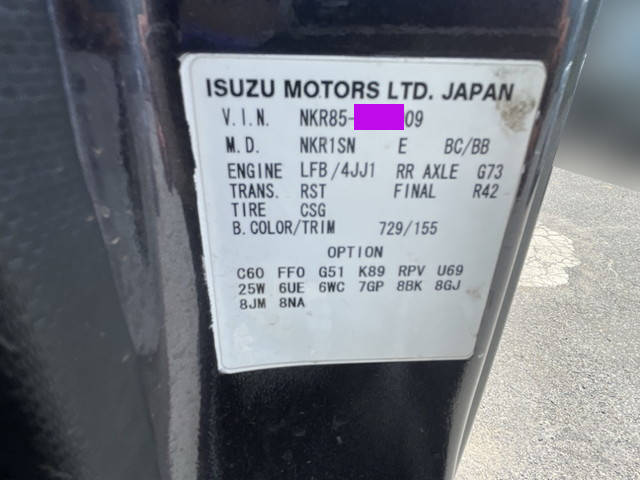 ISUZU MOTORS LTD. JAPAN
V.I.N. NKR85- 09
M.D. NKR1SN E BC/BB
ENGINE LFB/4JJ1 RR AXLE G73
TRANS. RST FINAL R42
TIRE CSG
B.COLOR/TRIM 729/155
OPTION
C60 FF0 G51 K89 RPV U69
25W 6UE 6WC 7GP 8BK 8GJ
8JM 8NA